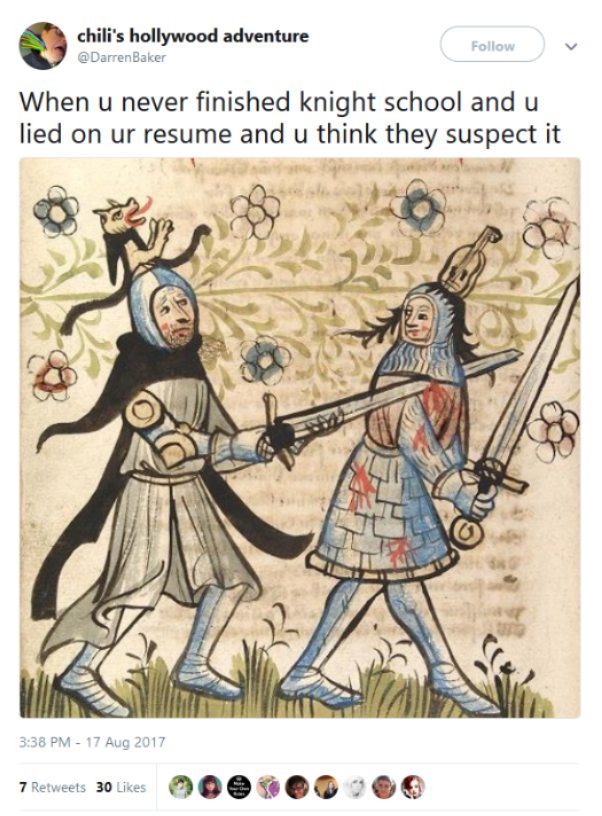 chili's hollywood adventure
@DarrenBaker
Follow
When u never finished knight school and u
lied on ur resume and u think they suspect it
3:38 PM - 17 Aug 2017
7 Retweets 30 Likes